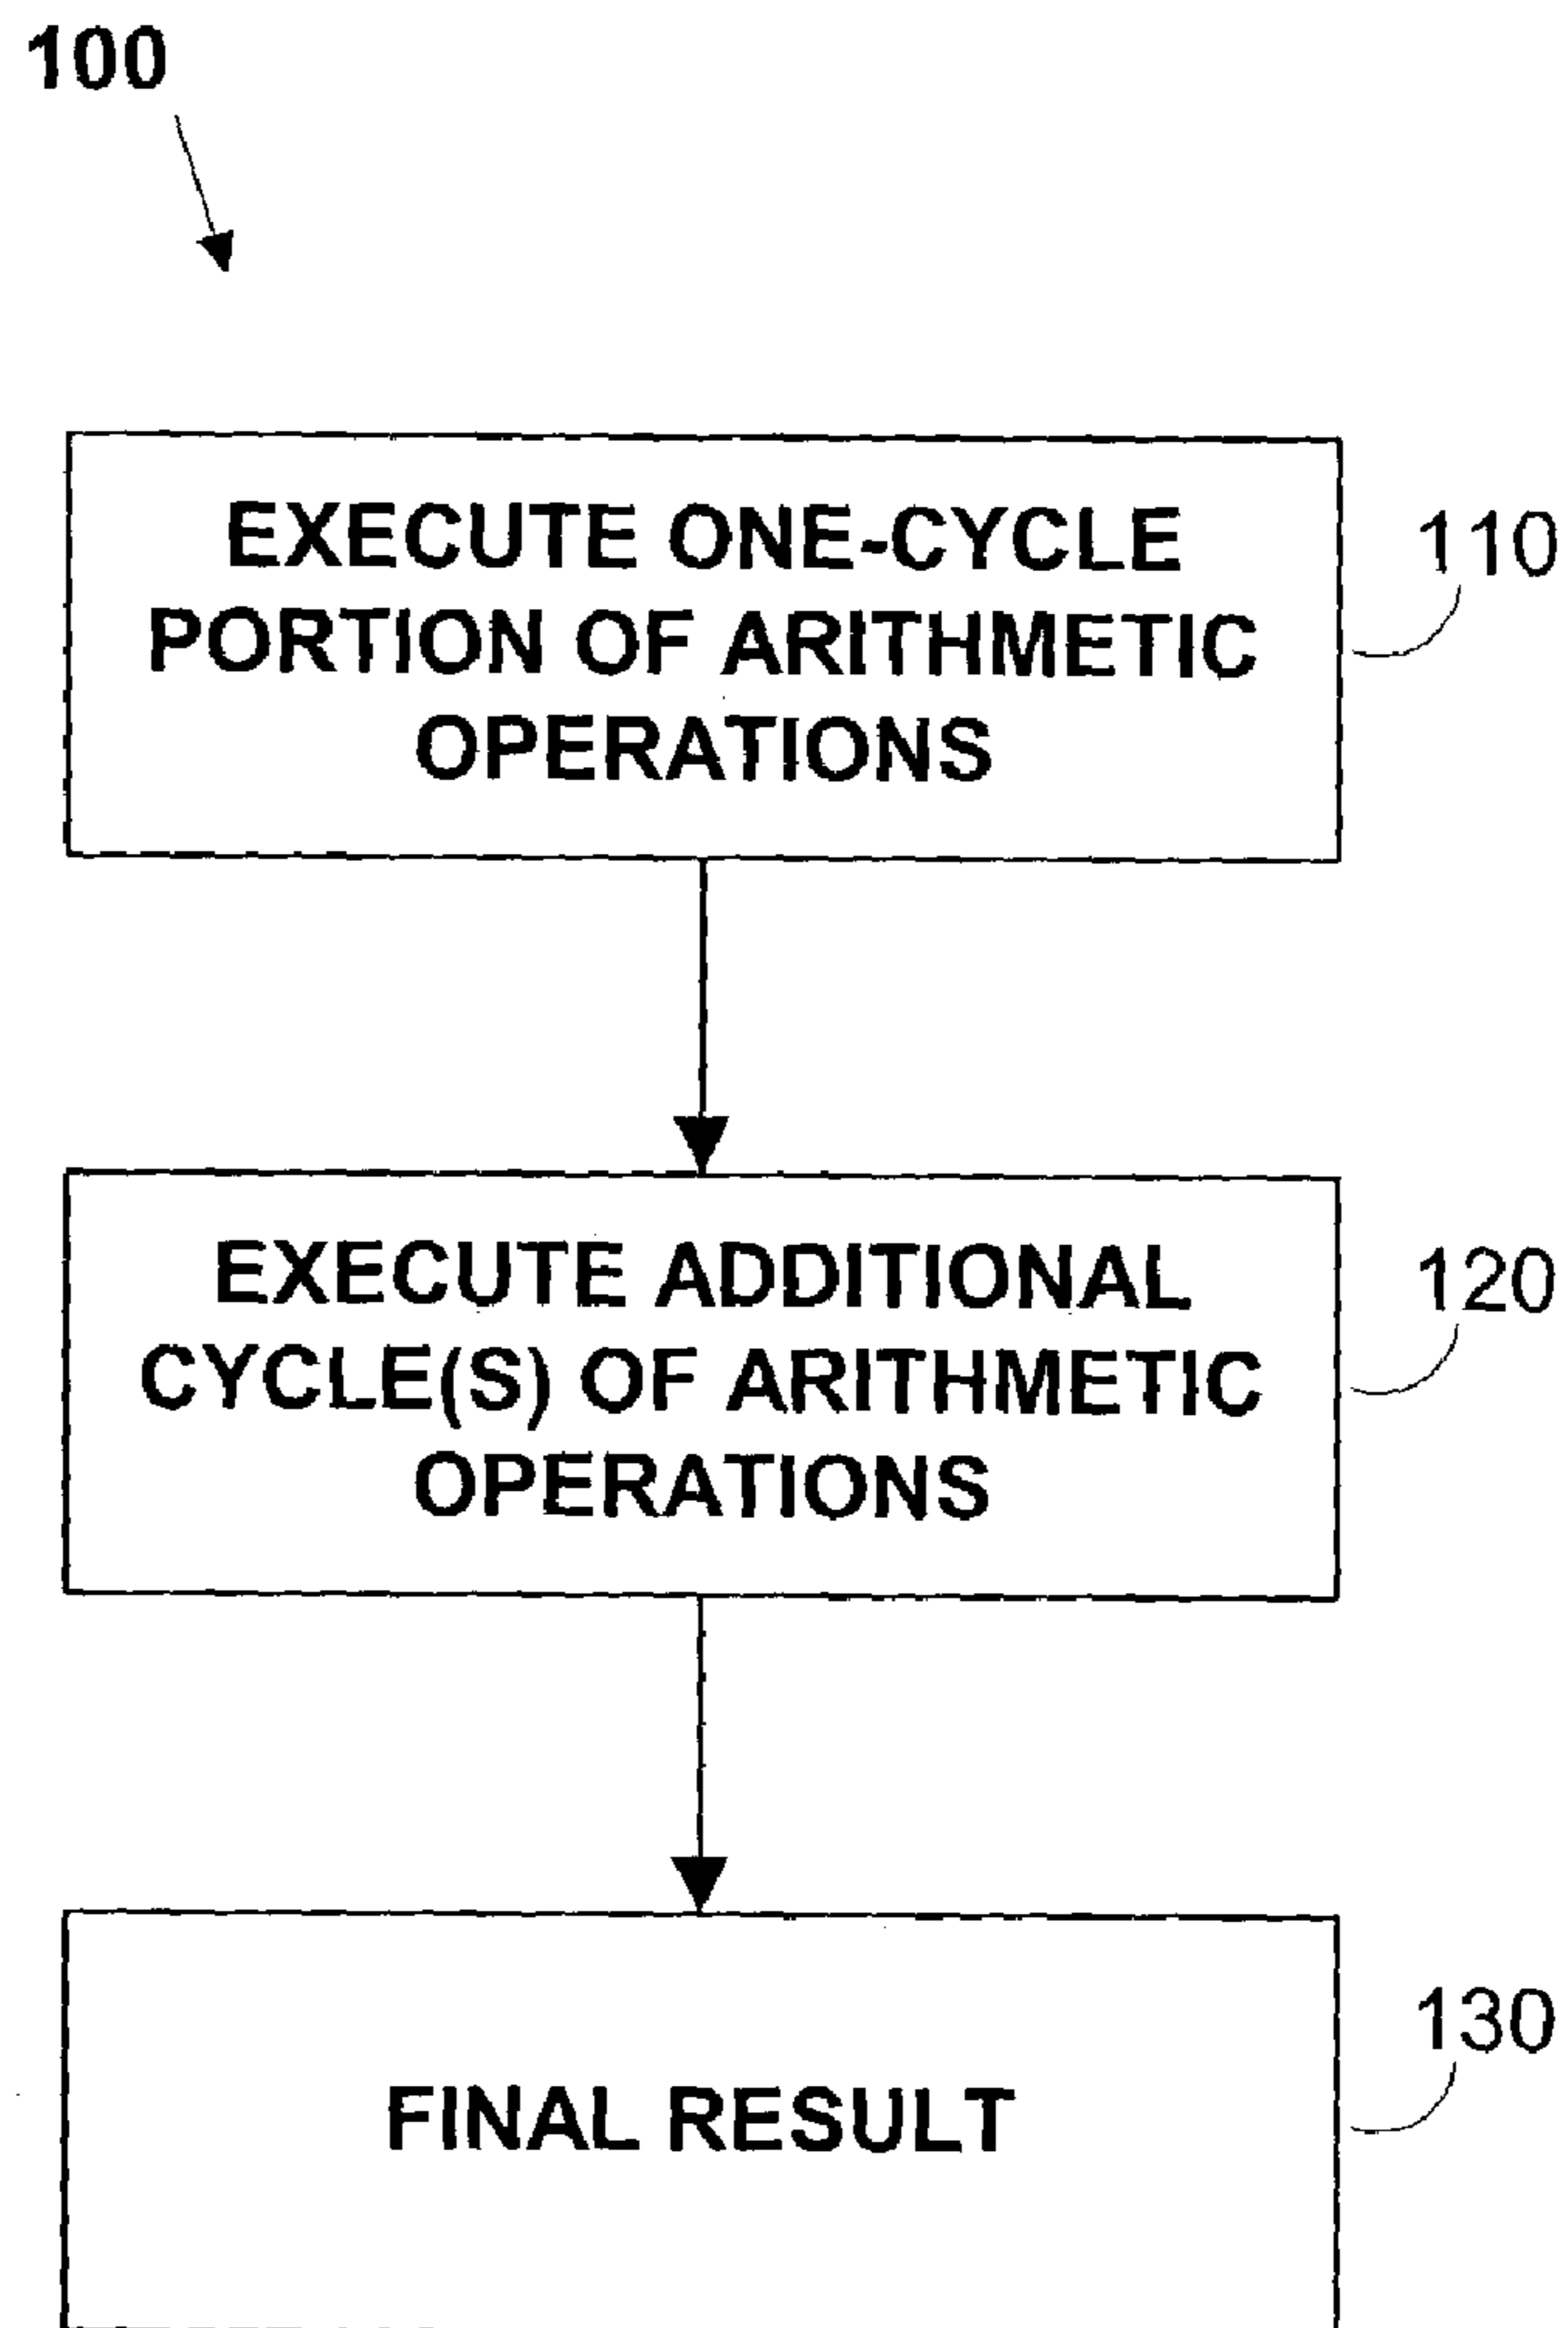 100
EXECUTE ONE-CYCLE
PORTION OF ARITHMETIC
OPERATIONS
110
EXECUTE ADDITIONAL
CYCLE(S) OF ARITHMETIC
OPERATIONS
120
FINAL RESULT
130